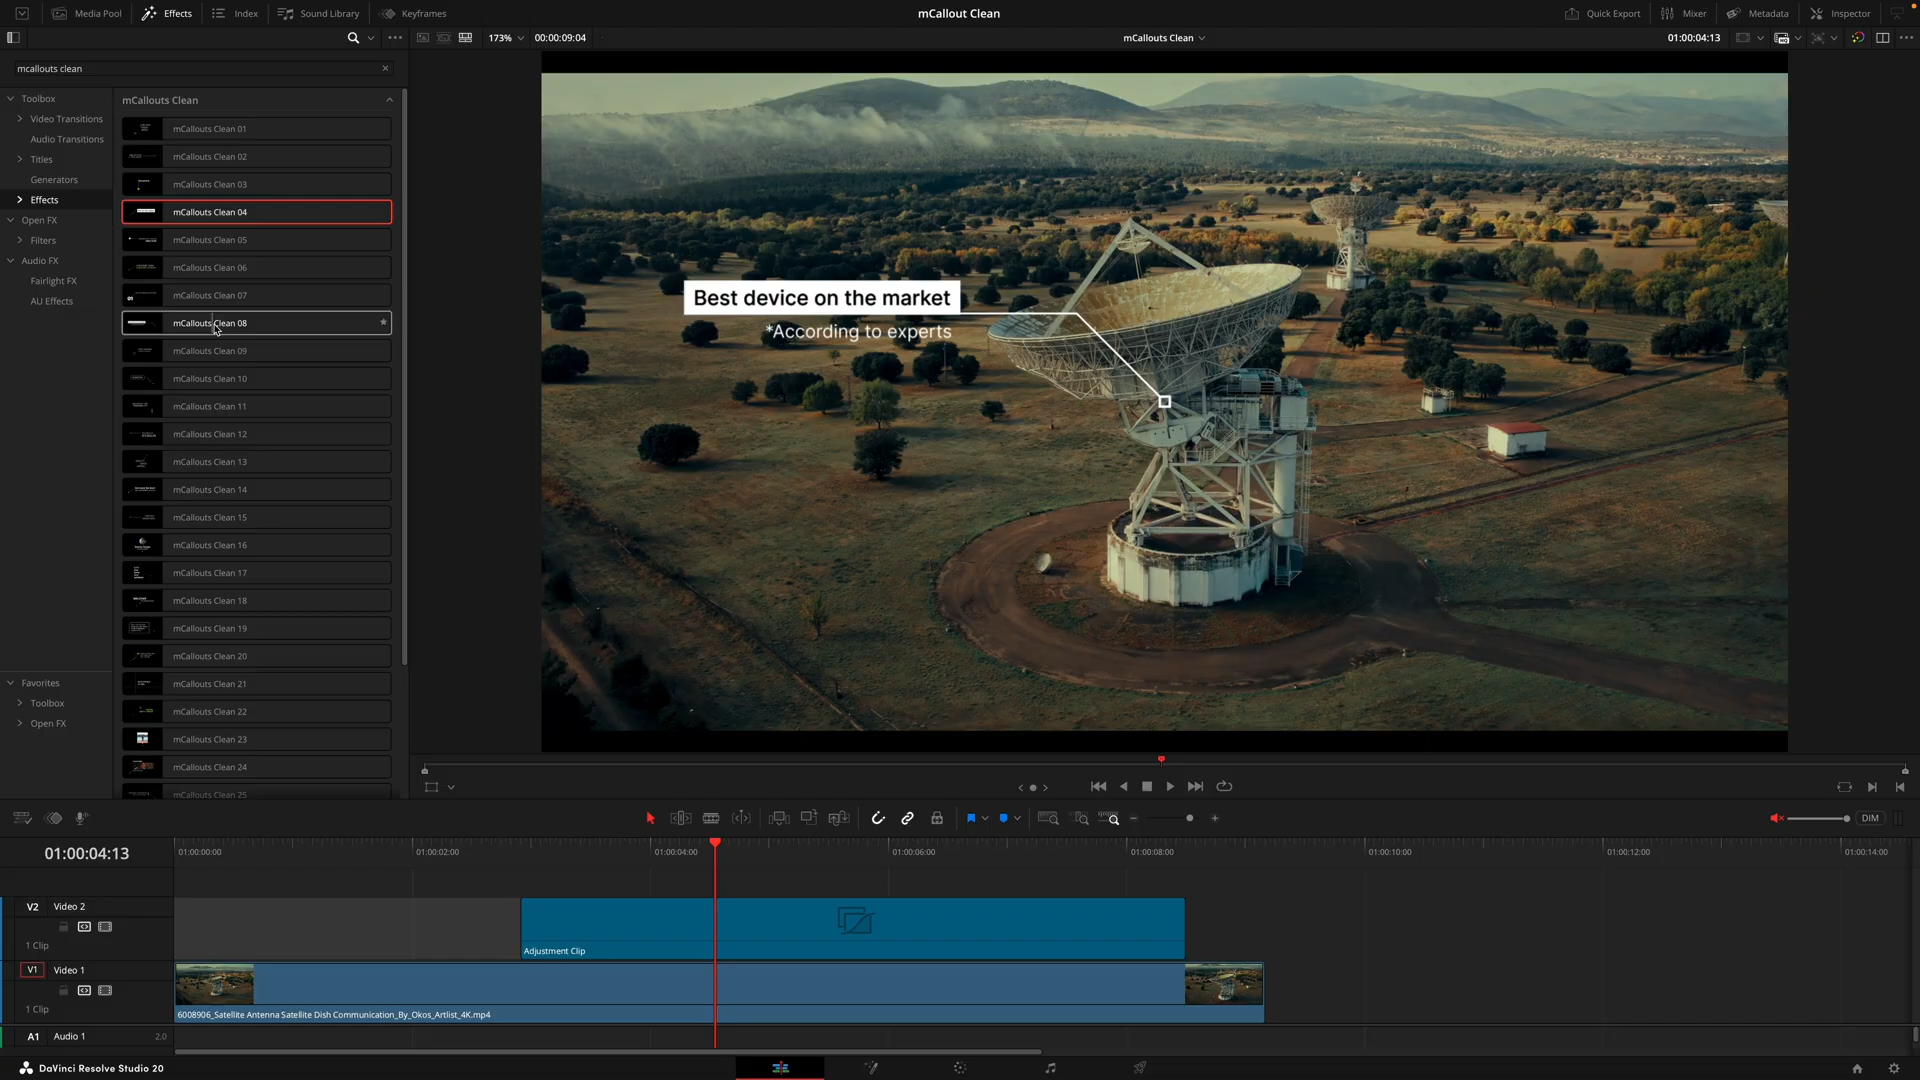 Media Pool
Effects
Index
Sound Library
Keyframes
mCallout Clean
Quick Export
Mixer
Metadata
Inspector
173%
00:00:09:04
mCallouts Clean
01:00:04:13
mcallouts clean
Toolbox
Video Transitions
Audio Transitions
Titles
Generators
Effects
Open FX
Filters
Audio FX
Fairlight FX
AU Effects
Favorites
Toolbox
Open FX
mCallouts Clean
mCallouts Clean 01
mCallouts Clean 02
mCallouts Clean 03
mCallouts Clean 04
mCallouts Clean 05
mCallouts Clean 06
mCallouts Clean 07
mCallouts Clean 08
mCallouts Clean 09
mCallouts Clean 10
mCallouts Clean 11
mCallouts Clean 12
mCallouts Clean 13
mCallouts Clean 14
mCallouts Clean 15
mCallouts Clean 16
mCallouts Clean 17
mCallouts Clean 18
mCallouts Clean 19
mCallouts Clean 20
mCallouts Clean 21
mCallouts Clean 22
mCallouts Clean 23
mCallouts Clean 24
mCallouts Clean 25
Best device on the market
*According to experts
DIM
01:00:04:13
01:00:00:00
01:00:02:00
01:00:04:00
01:00:06:00
01:00:08:00
01:00:10:00
01:00:12:00
01:00:14:00
V2 Video 2
1 Clip
Adjustment Clip
V1 Video 1
1 Clip
6008906_Satellite Antenna Satellite Dish Communication_By_Okos_Artlist_4K.mp4
A1 Audio 1 2.0
DaVinci Resolve Studio 20